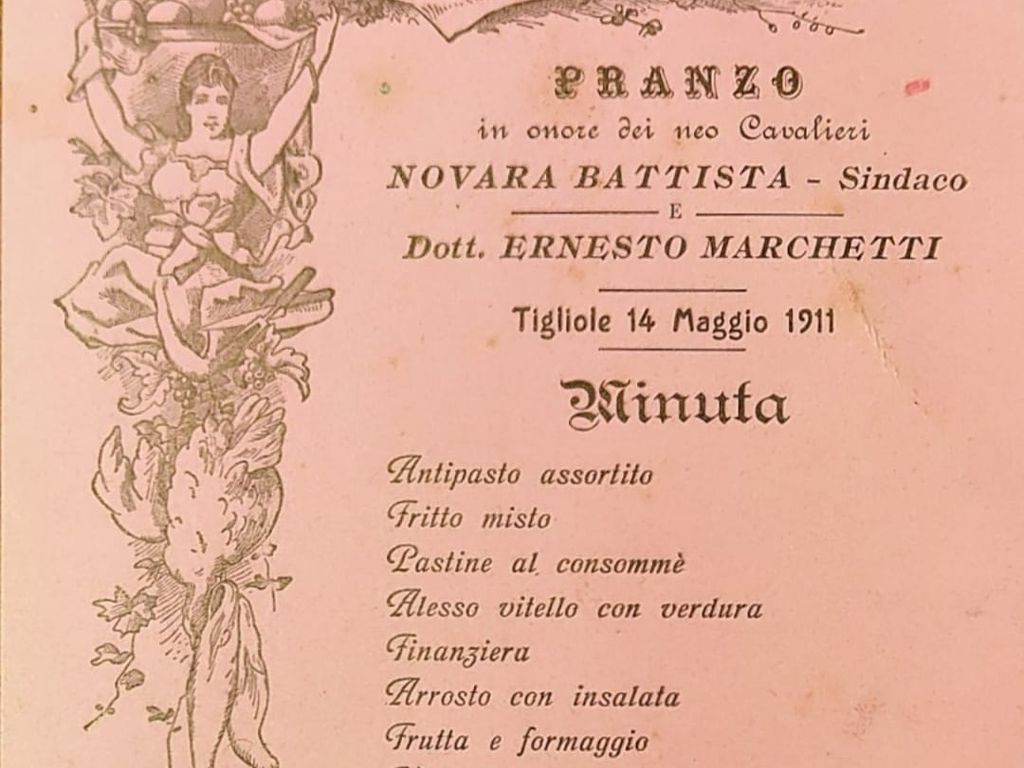 PRANZO
in onore dei neo Cavalieri
NOVARA BATTISTA - Sindaco
E
Dott. ERNESTO MARCHETTI
Tigliole 14 Maggio 1911
Minuta
Antipasto assortito
Fritto misto
Pastine al consommè
Alesso vitello con verdura
Finanziera
Arrosto con insalata
Frutta e formaggio